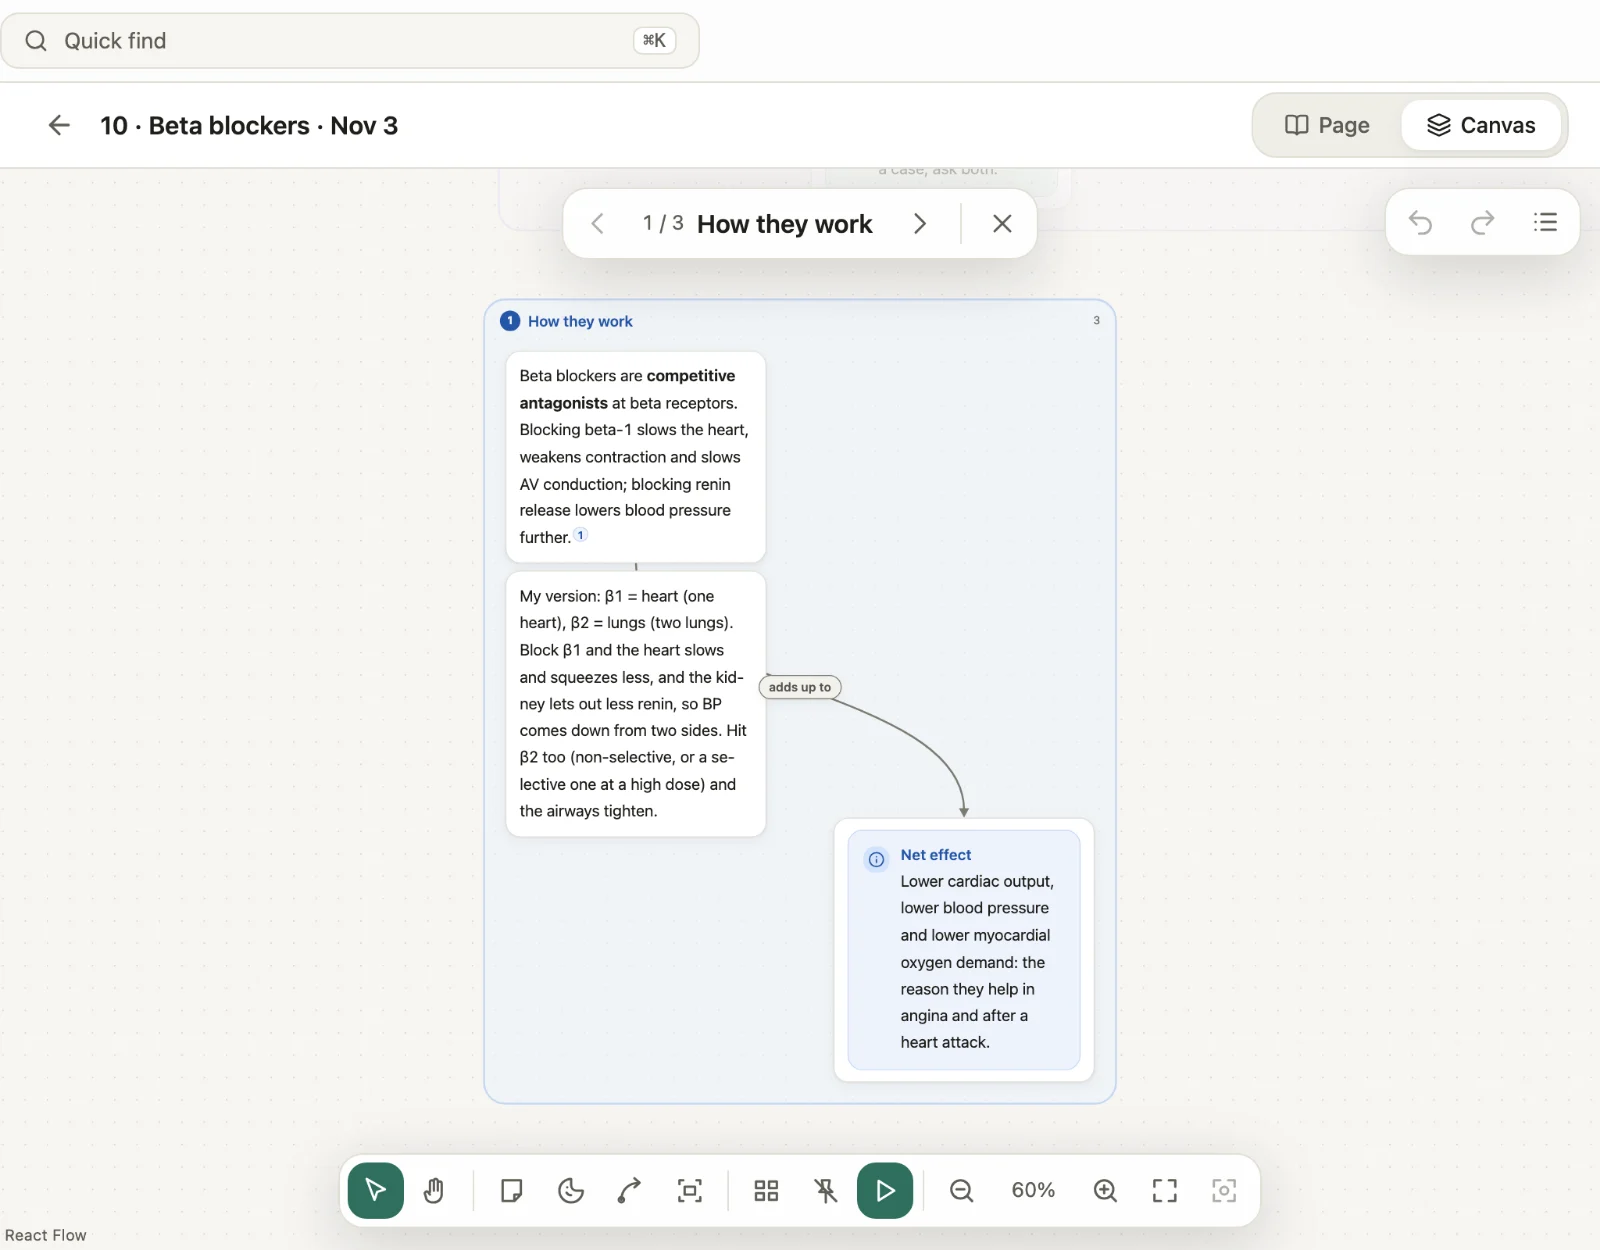 Quick find
⌘K
10 · Beta blockers · Nov 3
Page
Canvas
a case, ask both.
1 / 3 How they work
1 How they work
3
Beta blockers are competitive
antagonists at beta receptors.
Blocking beta-1 slows the heart,
weakens contraction and slows
AV conduction; blocking renin
release lowers blood pressure
further. 1
My version: β1 = heart (one
heart), β2 = lungs (two lungs).
Block β1 and the heart slows
and squeezes less, and the kid-
ney lets out less renin, so BP
comes down from two sides. Hit
β2 too (non-selective, or a se-
lective one at a high dose) and
the airways tighten.
adds up to
Net effect
Lower cardiac output,
lower blood pressure
and lower myocardial
oxygen demand: the
reason they help in
angina and after a
heart attack.
60%
React Flow